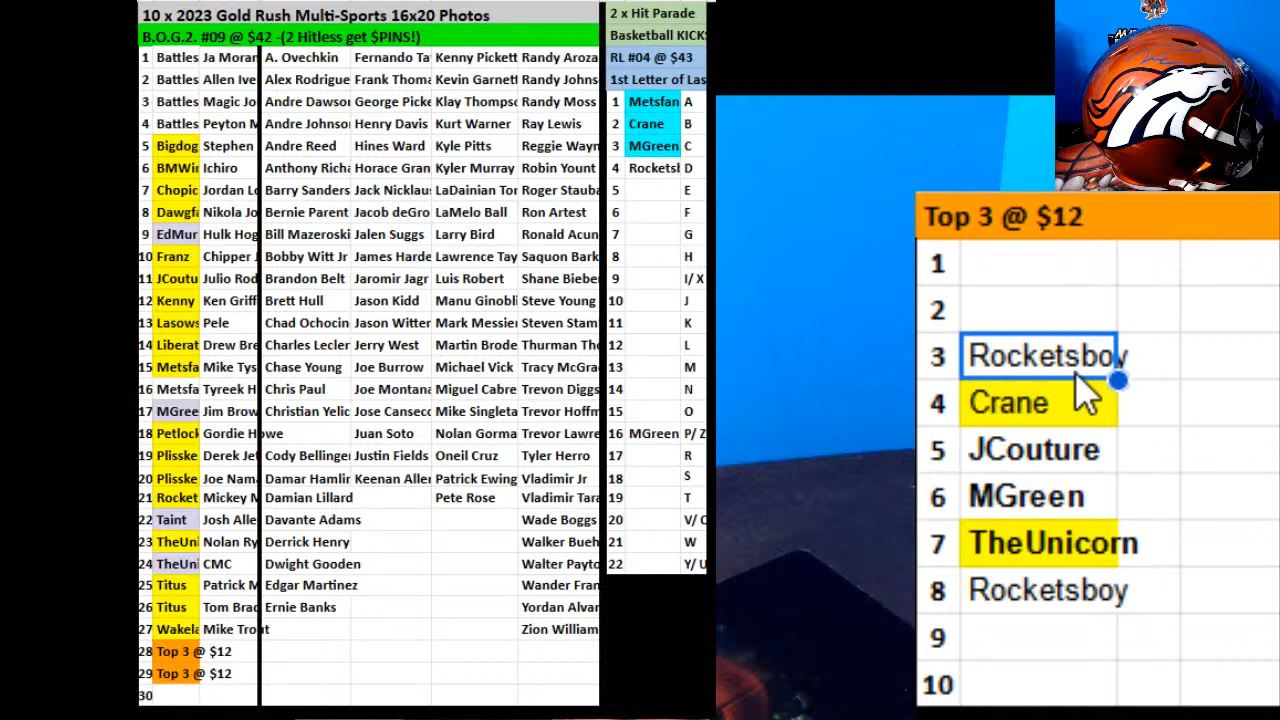 10 x 2023 Gold Rush Multi-Sports 16x20 Photos
B.O.G.2. #09 @ $42 -(2 Hitless get $PINS!)
1 Battles Ja Moran A. Ovechkin Fernando Ta Kenny Pickett Randy Aroza
2 Battles Allen Ive Alex Rodrigue Frank Thoma Kevin Garnett Randy Johns
3 Battles Magic Jo Andre Dawson George Picke Klay Thompso Randy Moss
4 Battles Peyton M Andre Johnso Henry Davis Kurt Warner Ray Lewis
5 Bigdog Stephen Andre Reed Hines Ward Kyle Pitts Reggie Wayn
6 BMWin Ichiro Anthony Richa Horace Gran Kyler Murray Robin Yount
7 Chopic Jordan Lo Barry Sanders Jack Nicklaus LaDainian Tor Roger Stauba
8 Dawgfa Nikola Jo Bernie Parent Jacob deGro LaMelo Ball Ron Artest
9 EdMur Hulk Hog Bill Mazeroski Jalen Suggs Larry Bird Ronald Acun
10 Franz Chipper J Bobby Witt Jr James Harde Lawrence Tay Saquon Bark
11 JCoutu Julio Rod Brandon Belt Jaromir Jagr Luis Robert Shane Bieber
12 Kenny Ken Griff Brett Hull Jason Kidd Manu Ginobli Steve Young
13 Lasows Pele Chad Ochocin Jason Witten Mark Messier Steven Stam
14 Liberat Drew Bre Charles Lecler Jerry West Martin Brode Thurman Tho
15 Metsfa Mike Tys Chase Young Joe Burrow Michael Vick Tracy McGra
16 Metsfa Tyreek H Chris Paul Joe Montana Miguel Cabre Trevon Diggs
17 MGree Jim Brow Christian Yelic Jose Canseco Mike Singleta Trevor Hoffm
18 Petlock Gordie Howe Juan Soto Nolan Gorma Trevor Lawre
19 Plisske Derek Jet Cody Bellinger Justin Fields Oneil Cruz Tyler Herro
20 Plisske Joe Nama Damar Hamlin Keenan Allen Patrick Ewing Vladimir Jr
21 Rocket Mickey M Damian Lillard Pete Rose Vladimir Tara
22 Taint Josh Alle Davante Adams Wade Boggs
23 TheUni Nolan Ry Derrick Henry Walker Bueh
24 TheUni CMC Dwight Gooden Walter Payto
25 Titus Patrick M Edgar Martinez Wander Fran
26 Titus Tom Brad Ernie Banks Yordan Alvar
27 Wakela Mike Trout Zion William
28 Top 3 @ $12
29 Top 3 @ $12
30
2 x Hit Parade
Basketball KICKS
RL #04 @ $43
1st Letter of Las
1 Metsfan A
2 Crane B
3 MGreen C
4 Rocketsb D
5 E
6 F
7 G
8 H
9 I/ X
10 J
11 K
12 L
13 M
14 N
15 O
16 MGreen P/ Z
17 R
18 S
19 T
20 V/
21 W
22 Y/ U
Top 3 @ $12
1
2
3 Rocketsboy
4 Crane
5 JCouture
6 MGreen
7 TheUnicorn
8 Rocketsboy
9
10